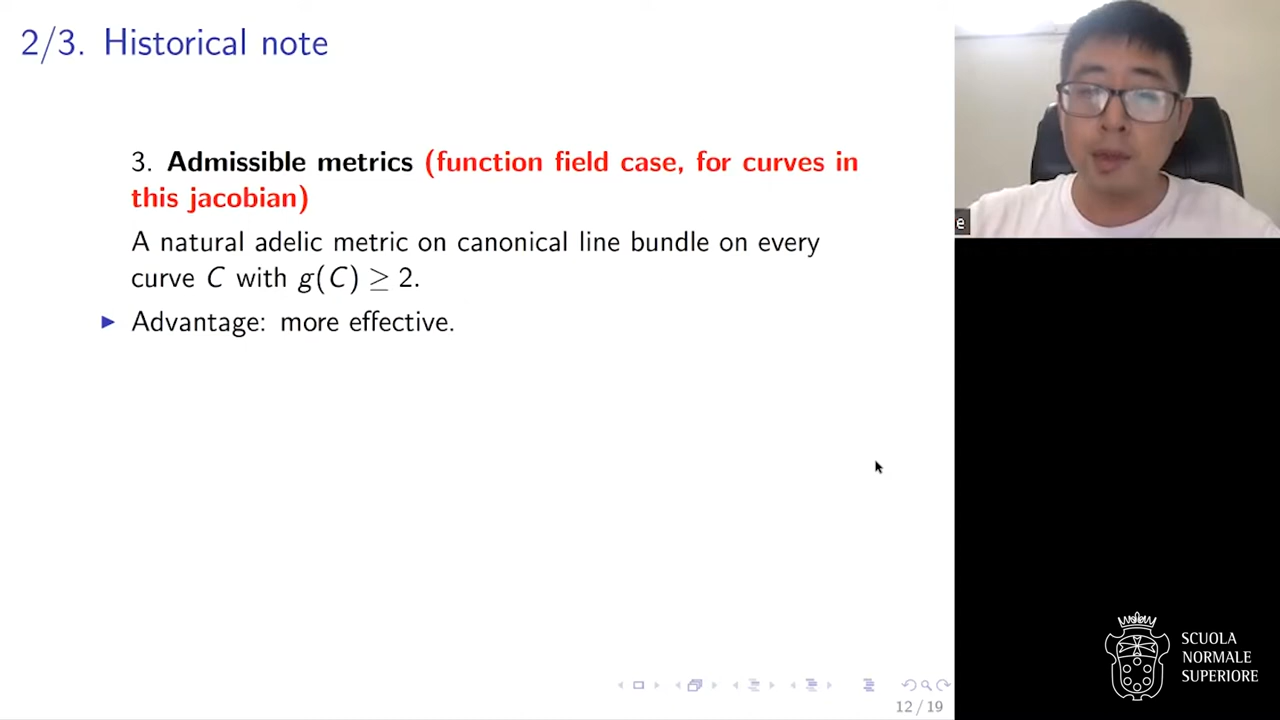 2/3. Historical note
3. Admissible metrics (function field case, for curves in
this jacobian)
A natural adelic metric on canonical line bundle on every
curve C with g(C) ≥ 2.
Advantage: more effective.
e
SCUOLA
NORMALE
SUPERIORE
12 / 19